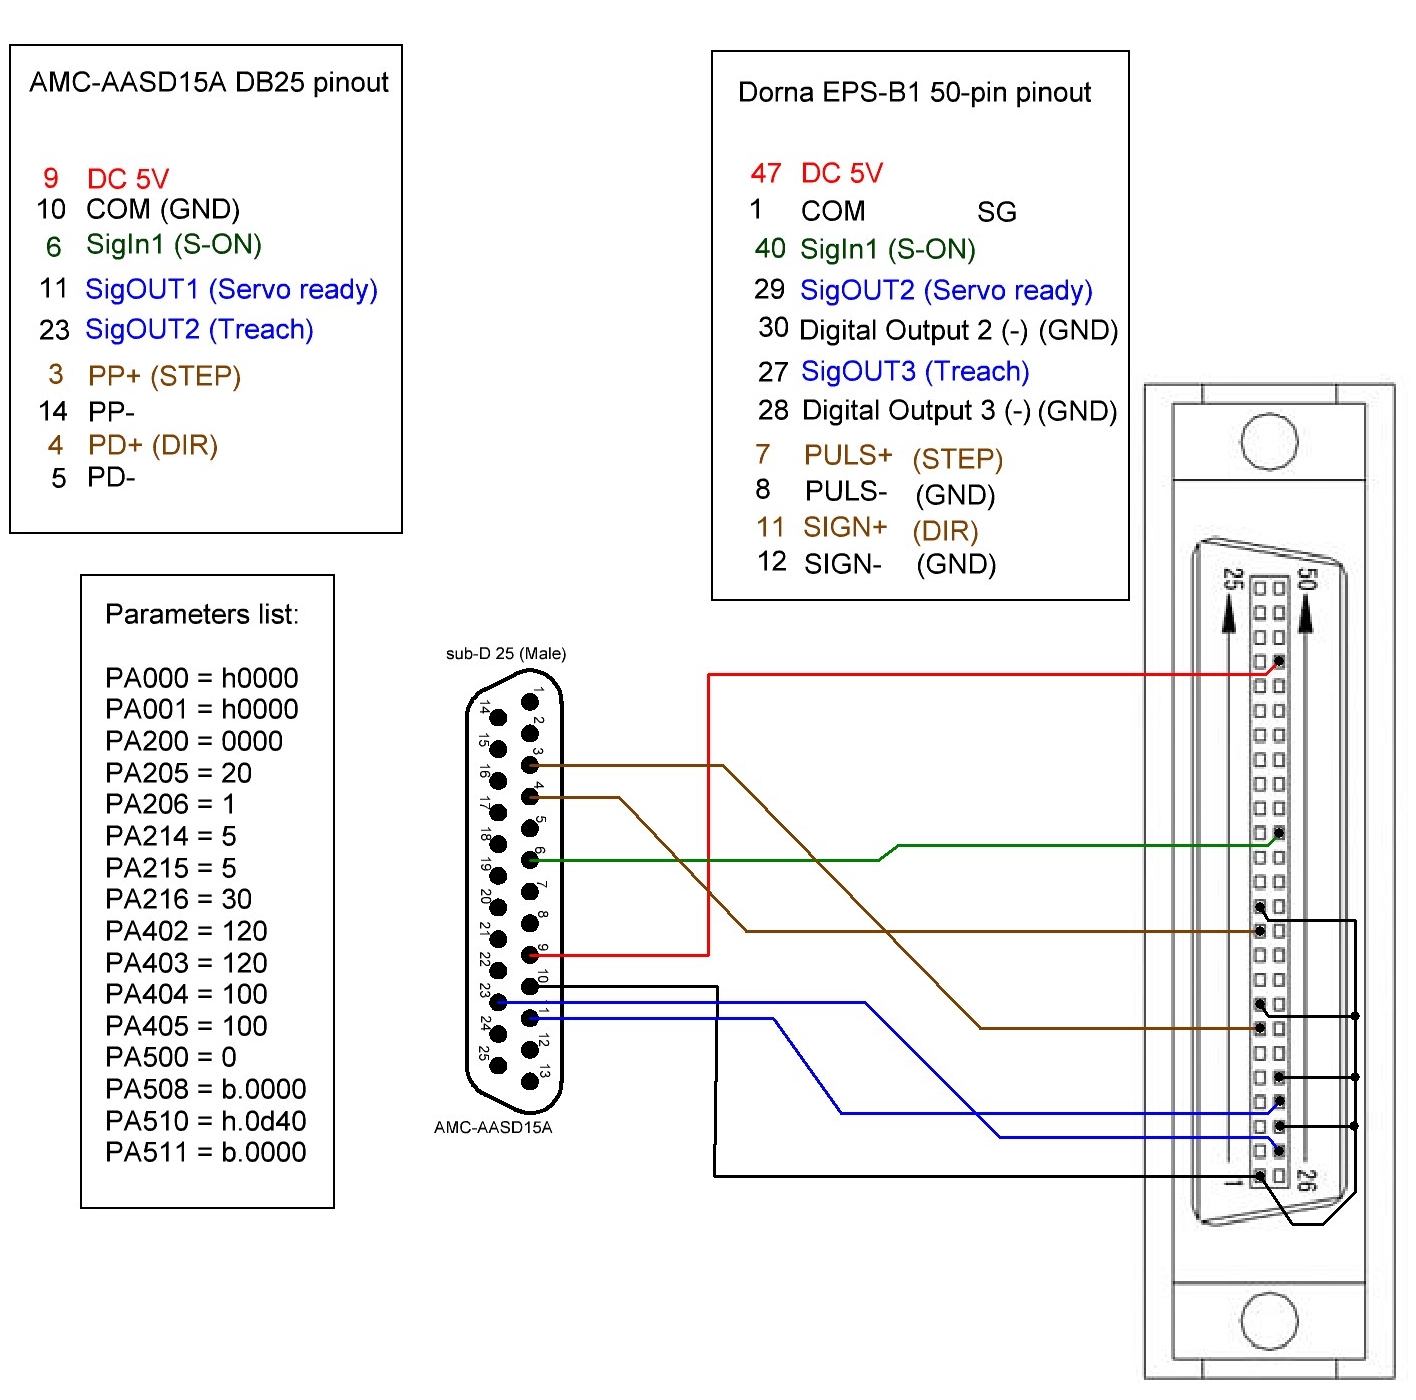 AMC-AASD15A DB25 pinout
9 DC 5V
10 COM (GND)
6 SigIn1 (S-ON)
11 SigOUT1 (Servo ready)
23 SigOUT2 (Treach)
3 PP+ (STEP)
14 PP-
4 PD+ (DIR)
5 PD-
Dorna EPS-B1 50-pin pinout
47 DC 5V
1 COM SG
40 SigIn1 (S-ON)
29 SigOUT2 (Servo ready)
30 Digital Output 2 (-) (GND)
27 SigOUT3 (Treach)
28 Digital Output 3 (-) (GND)
7 PULS+ (STEP)
8 PULS- (GND)
11 SIGN+ (DIR)
12 SIGN- (GND)
Parameters list:
PA000 = h0000
PA001 = h0000
PA200 = 0000
PA205 = 20
PA206 = 1
PA214 = 5
PA215 = 5
PA216 = 30
PA402 = 120
PA403 = 120
PA404 = 100
PA405 = 100
PA500 = 0
PA508 = b.0000
PA510 = h.0d40
PA511 = b.0000
sub-D 25 (Male)
1
14
2
15
3
16
4
17
5
18
6
19
7
20
8
21
9
22
10
23
11
24
12
25
13
AMC-AASD15A
25
50
1
26